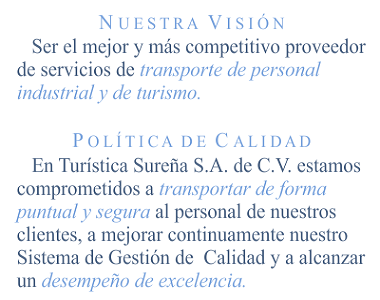 NUESTRA VISIÓN
Ser el mejor y más competitivo proveedor
de servicios de transporte de personal
industrial y de turismo.
POLÍTICA DE CALIDAD
En Turística Sureña S.A. de C.V. estamos
comprometidos a transportar de forma
puntual y segura al personal de nuestros
clientes, a mejorar continuamente nuestro
Sistema de Gestión de Calidad y a alcanzar
un desempeño de excelencia.